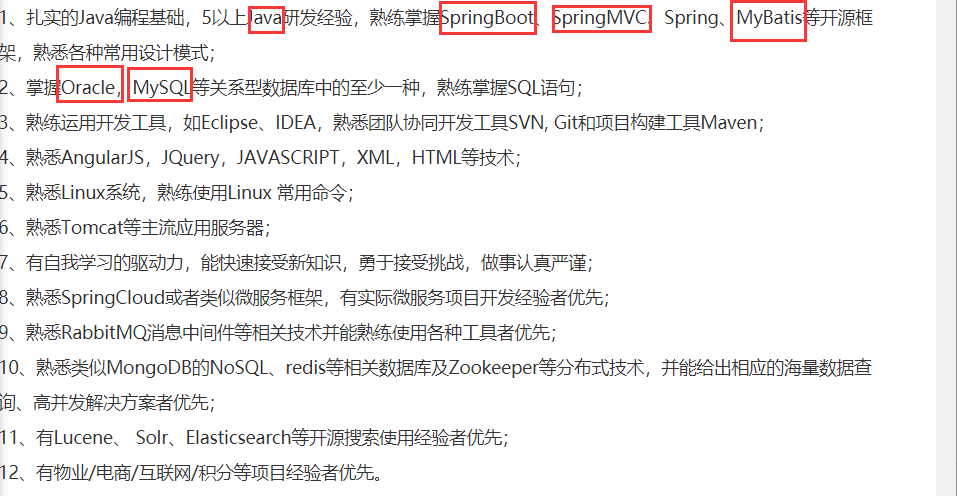 1、扎实的Java编程基础，5以上Java研发经验，熟练掌握SpringBoot、SpringMVC、Spring、MyBatis等开源框
架，熟悉各种常用设计模式；
2、掌握Oracle，MySQL等关系型数据库中的至少一种，熟练掌握SQL语句；
3、熟练运用开发工具，如Eclipse、IDEA，熟悉团队协同开发工具SVN, Git和项目构建工具Maven；
4、熟悉AngularJS，JQuery，JAVASCRIPT，XML，HTML等技术；
5、熟悉Linux系统，熟练使用Linux 常用命令；
6、熟悉Tomcat等主流应用服务器；
7、有自我学习的驱动力，能快速接受新知识，勇于接受挑战，做事认真严谨；
8、熟悉SpringCloud或者类似微服务框架，有实际微服务项目开发经验者优先；
9、熟悉RabbitMQ消息中间件等相关技术并能熟练使用各种工具者优先；
10、熟悉类似MongoDB的NoSQL、redis等相关数据库及Zookeeper等分布式技术，并能给出相应的海量数据查
询、高并发解决方案者优先；
11、有Lucene、 Solr、Elasticsearch等开源搜索使用经验者优先；
12、有物业/电商/互联网/积分等项目经验者优先。